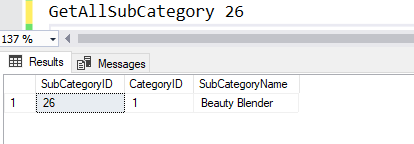 GetAllSubCategory 26
137 %
Results Messages
SubCategoryID CategoryID SubCategoryName
1 26 1 Beauty Blender